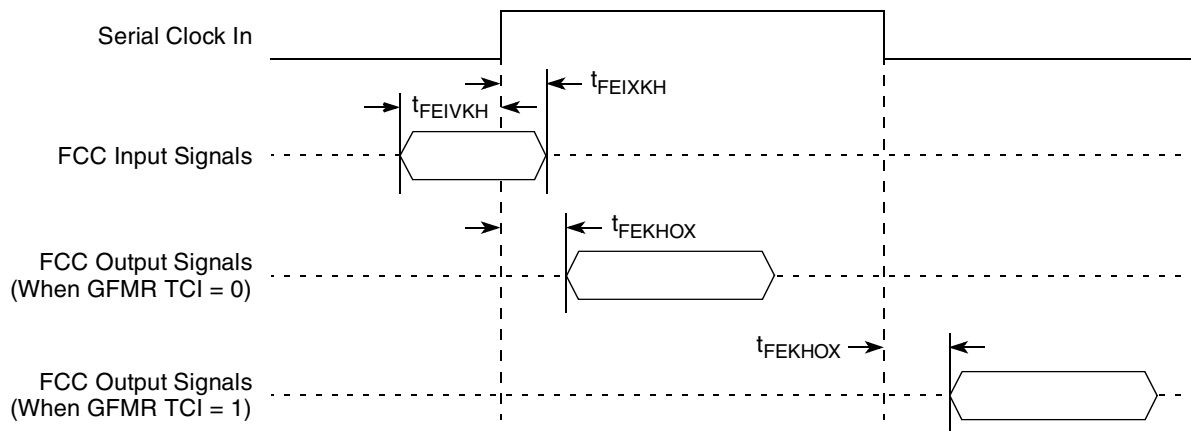 Serial Clock In
tFEIXKH
tFEIVKH
FCC Input Signals
tFEKHOX
FCC Output Signals
(When GFMR TCI = 0)
tFEKHOX
FCC Output Signals
(When GFMR TCI = 1)